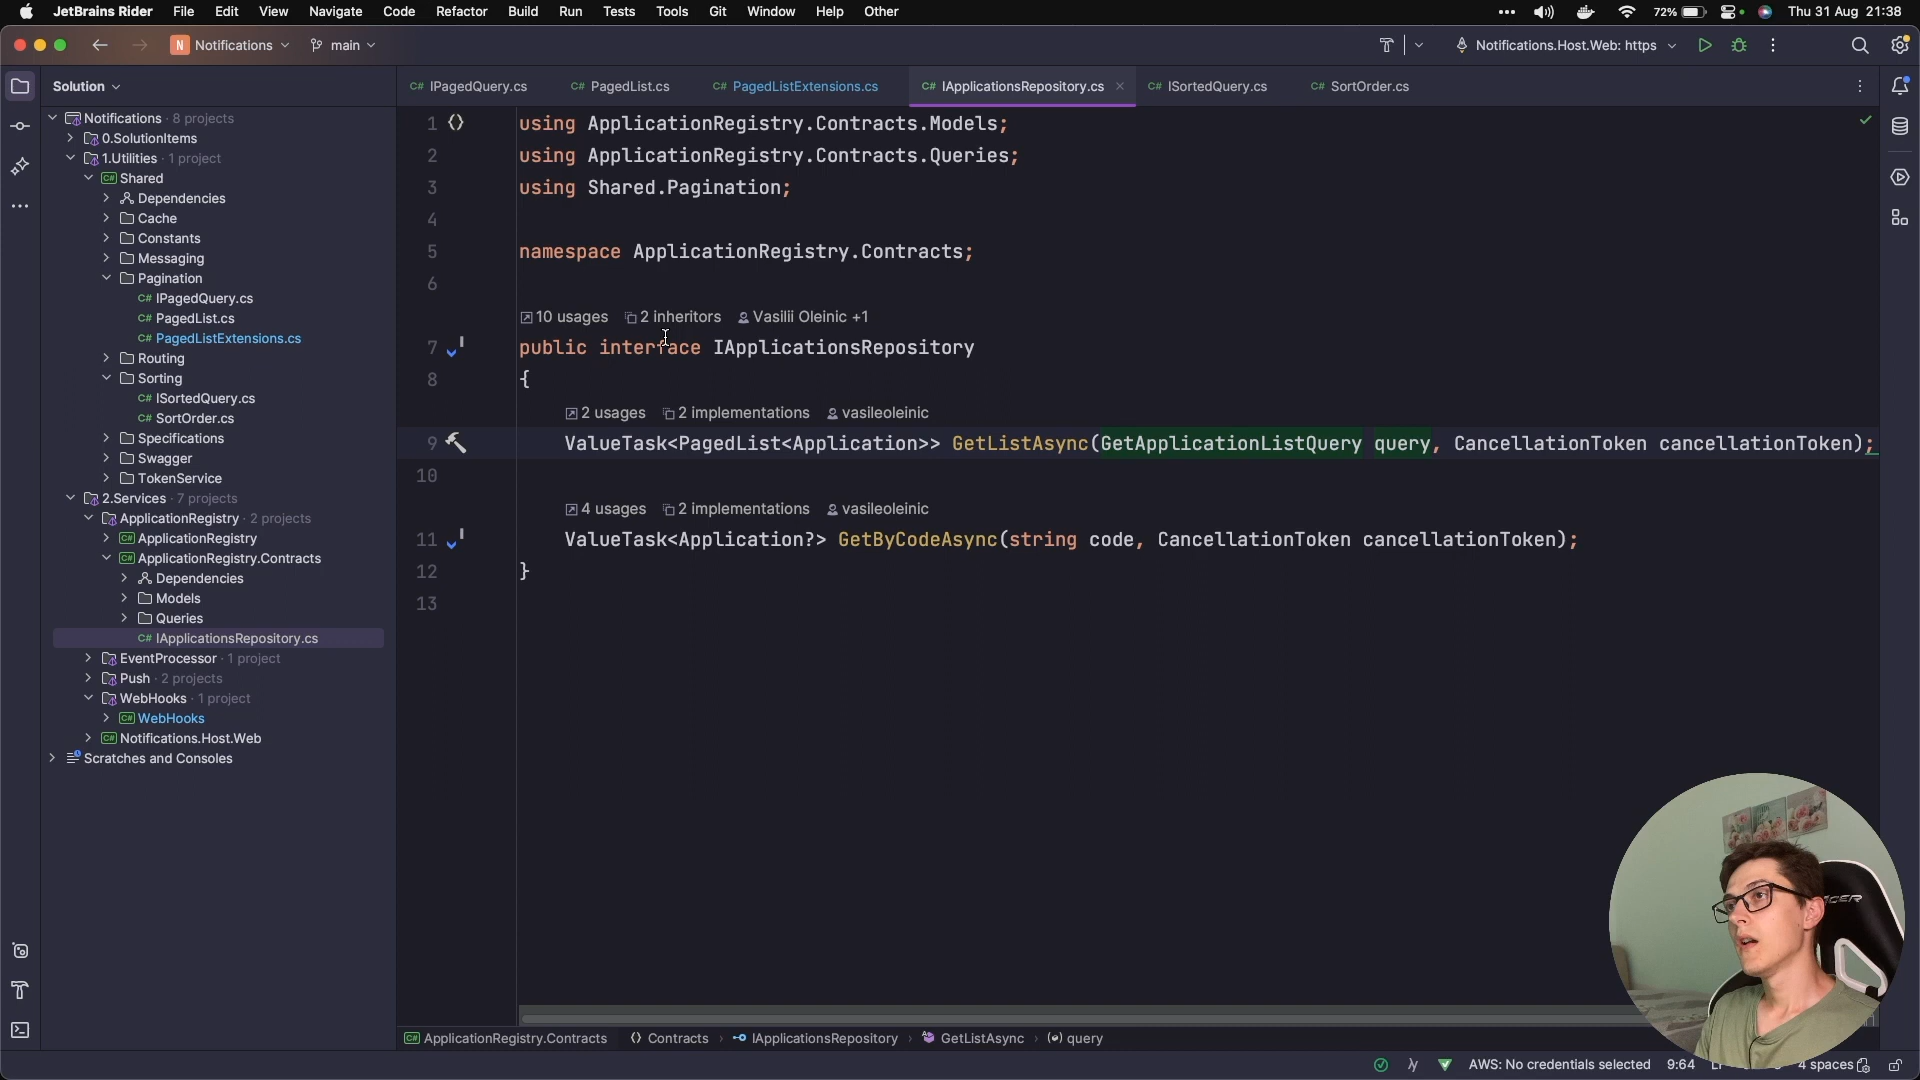 JetBrains Rider File Edit View Navigate Code Refactor Build Run Tests Tools Git Window Help Other 72% Thu 31 Aug 21:38
N Notifications main Notifications.Host.Web: https
Solution
C# IPagedQuery.cs C# PagedList.cs C# PagedListExtensions.cs C# IApplicationsRepository.cs C# ISortedQuery.cs C# SortOrder.cs
Notifications · 8 projects
0.SolutionItems
1.Utilities · 1 project
C# Shared
Dependencies
Cache
Constants
Messaging
Pagination
C# IPagedQuery.cs
C# PagedList.cs
C# PagedListExtensions.cs
Routing
Sorting
C# ISortedQuery.cs
C# SortOrder.cs
Specifications
Swagger
TokenService
2.Services · 7 projects
ApplicationRegistry · 2 projects
C# ApplicationRegistry
C# ApplicationRegistry.Contracts
Dependencies
Models
Queries
C# IApplicationsRepository.cs
EventProcessor · 1 project
Push · 2 projects
WebHooks · 1 project
C# WebHooks
C# Notifications.Host.Web
Scratches and Consoles
1 using ApplicationRegistry.Contracts.Models;
2 using ApplicationRegistry.Contracts.Queries;
3 using Shared.Pagination;
4
5 namespace ApplicationRegistry.Contracts;
6
10 usages 2 inheritors Vasilii Oleinic +1
7 public interface IApplicationsRepository
8 {
2 usages 2 implementations vasileoleinic
9 ValueTask<PagedList<Application>> GetListAsync(GetApplicationListQuery query, CancellationToken cancellationToken);
10
4 usages 2 implementations vasileoleinic
11 ValueTask<Application?> GetByCodeAsync(string code, CancellationToken cancellationToken);
12 }
13
C# ApplicationRegistry.Contracts {} Contracts › IApplicationsRepository › GetListAsync › query
AWS: No credentials selected 9:64 4 spaces